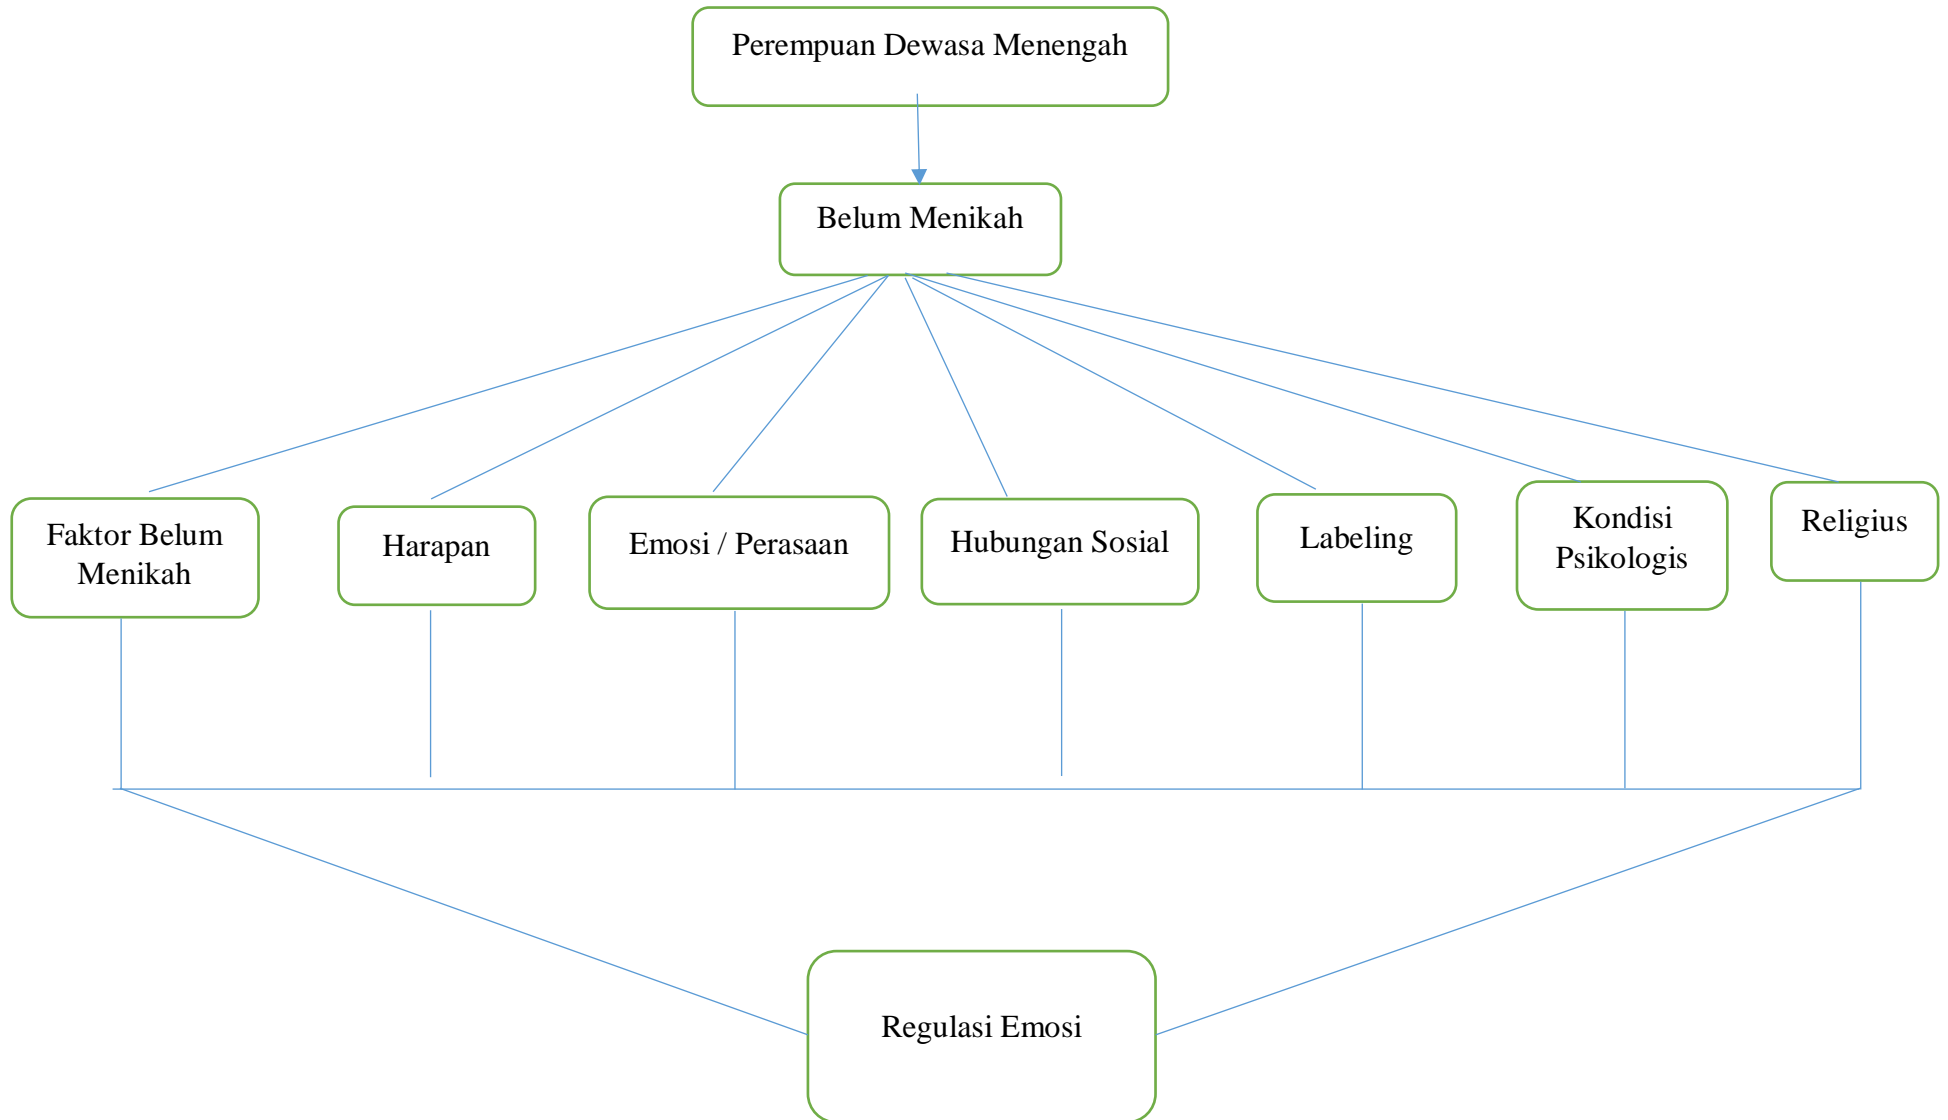 Perempuan Dewasa Menengah
Belum Menikah
Faktor Belum
Menikah
Harapan
Emosi / Perasaan
Hubungan Sosial
Labeling
Kondisi
Psikologis
Religius
Regulasi Emosi